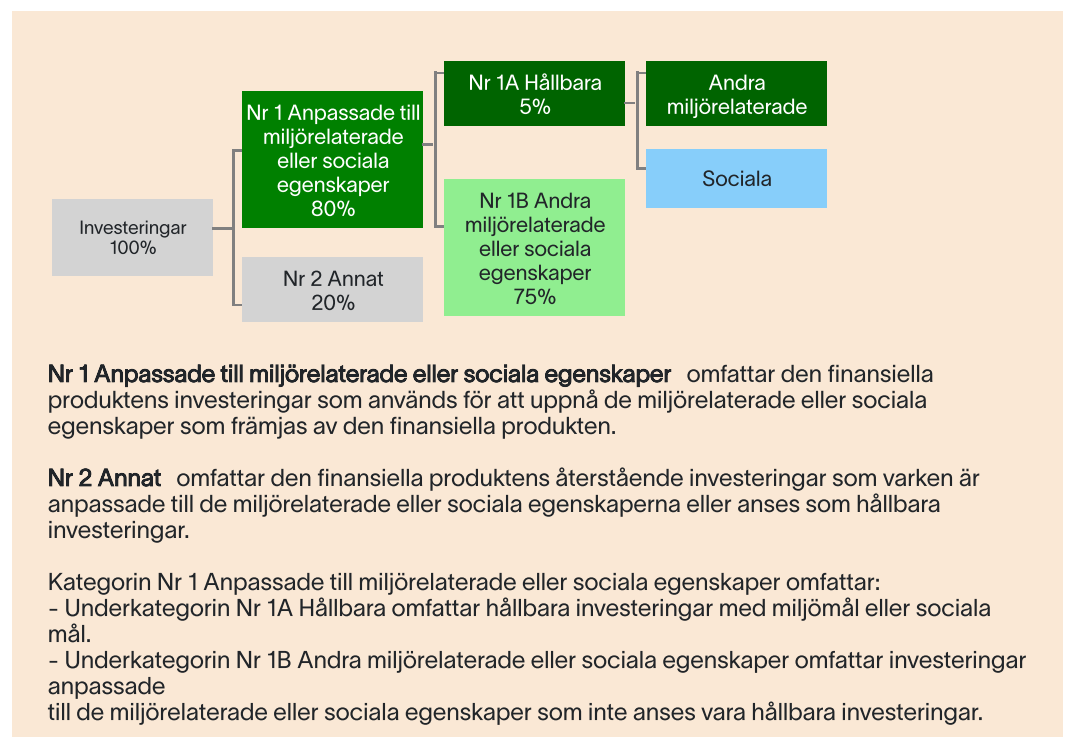 Investeringar
100%
Nr 1 Anpassade till
miljörelaterade
eller sociala
egenskaper
80%
Nr 2 Annat
20%
Nr 1A Hållbara
5%
Nr 1B Andra
miljörelaterade
eller sociala
egenskaper
75%
Andra
miljörelaterade
Sociala
Nr 1 Anpassade till miljörelaterade eller sociala egenskaper omfattar den finansiella
produktens investeringar som används för att uppnå de miljörelaterade eller sociala
egenskaper som främjas av den finansiella produkten.
Nr 2 Annat omfattar den finansiella produktens återstående investeringar som varken är
anpassade till de miljörelaterade eller sociala egenskaperna eller anses som hållbara
investeringar.
Kategorin Nr 1 Anpassade till miljörelaterade eller sociala egenskaper omfattar:
- Underkategorin Nr 1A Hållbara omfattar hållbara investeringar med miljömål eller sociala
mål.
- Underkategorin Nr 1B Andra miljörelaterade eller sociala egenskaper omfattar investeringar
anpassade
till de miljörelaterade eller sociala egenskaper som inte anses vara hållbara investeringar.